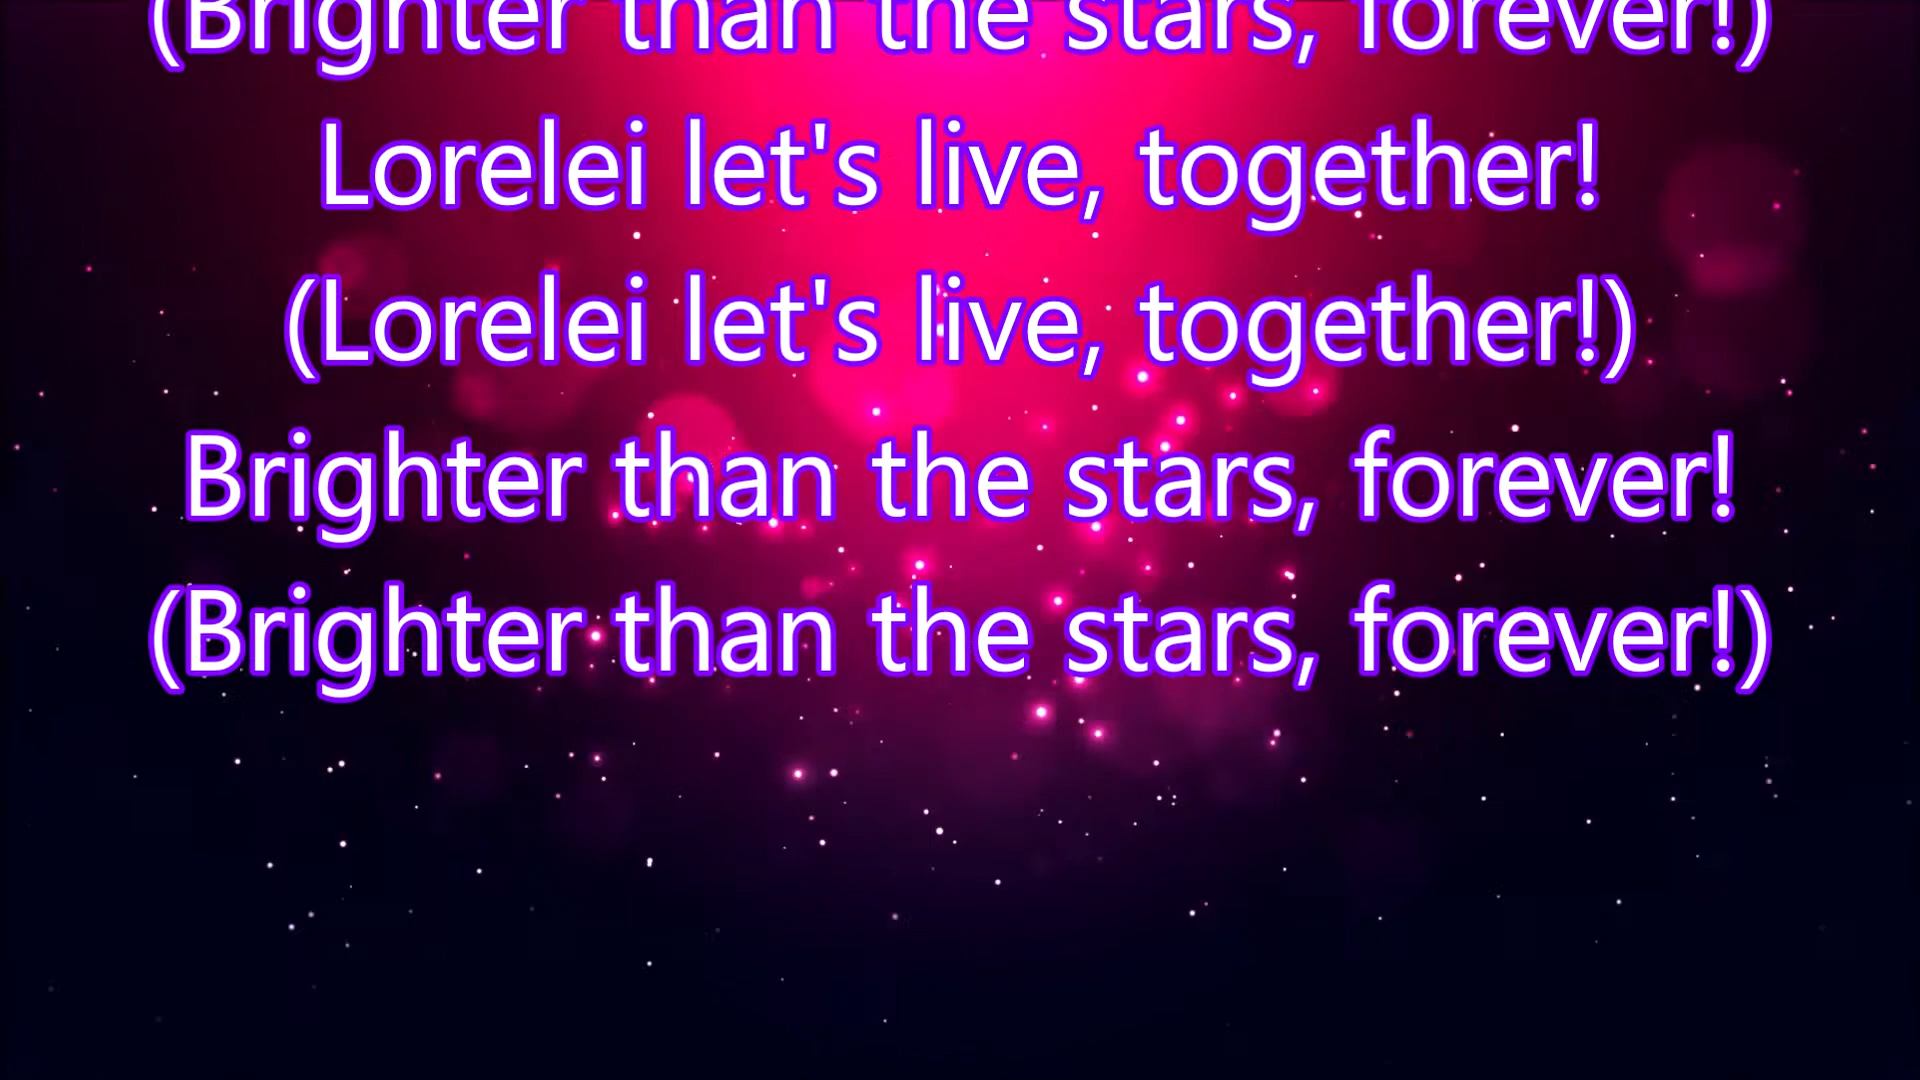 (Brighter than the stars, forever!)
Lorelei let's live, together!
(Lorelei let's live, together!)
Brighter than the stars, forever!
(Brighter than the stars, forever!)